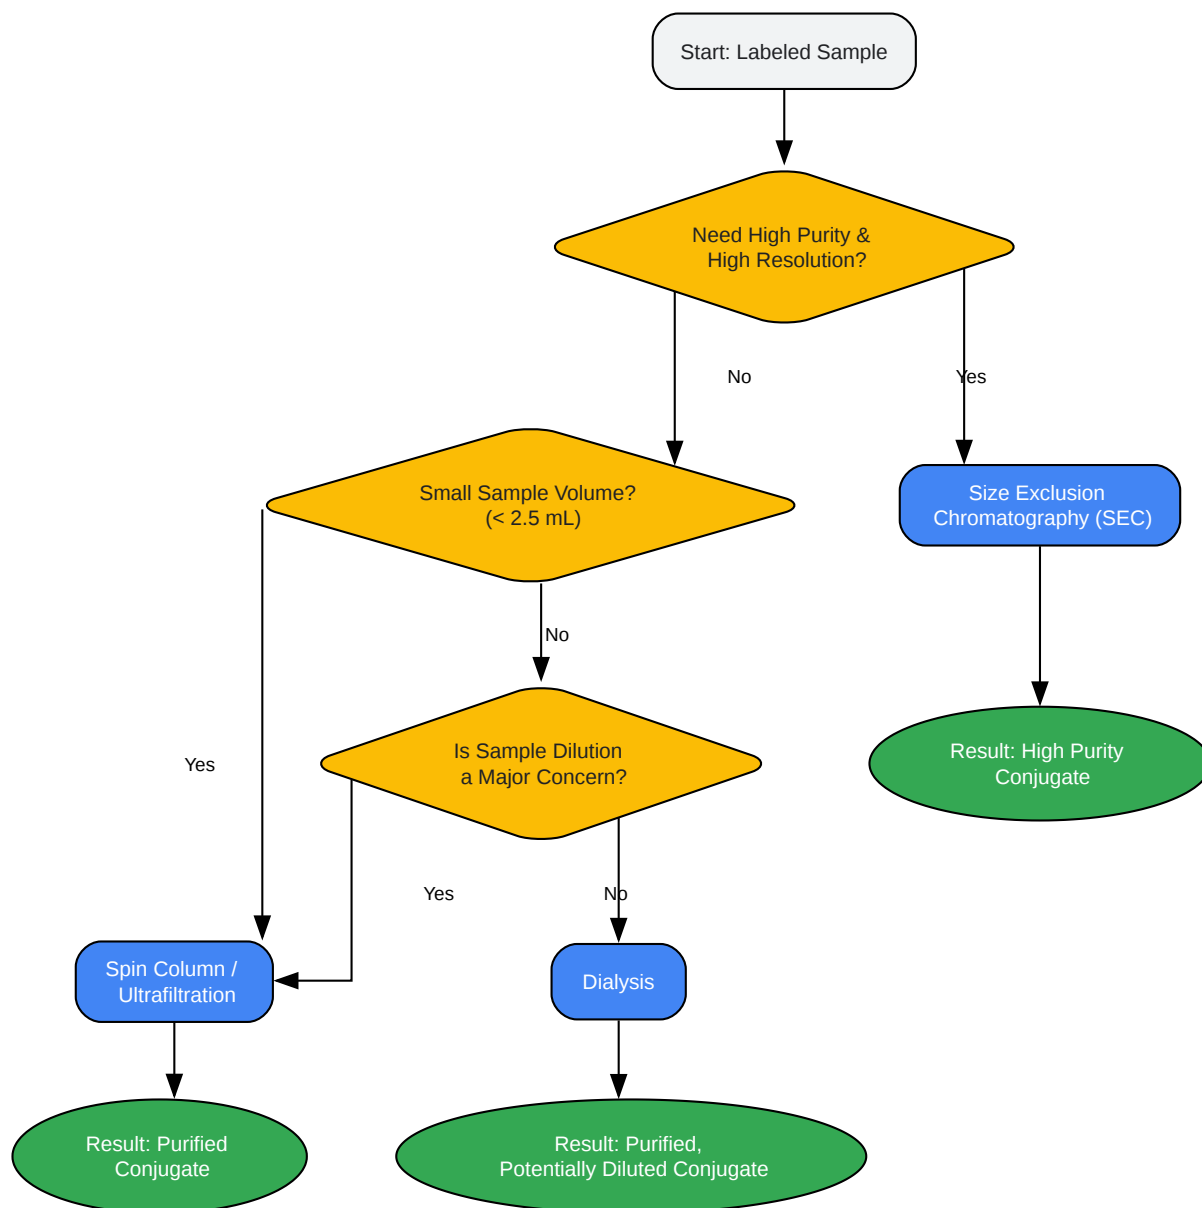 Start: Labeled Sample
Need High Purity &
High Resolution?
No
Yes
Small Sample Volume?
(< 2.5 mL)
Size Exclusion
Chromatography (SEC)
No
Is Sample Dilution
a Major Concern?
Result: High Purity
Conjugate
Yes
Yes
No
Spin Column /
Ultrafiltration
Dialysis
Result: Purified
Conjugate
Result: Purified,
Potentially Diluted Conjugate